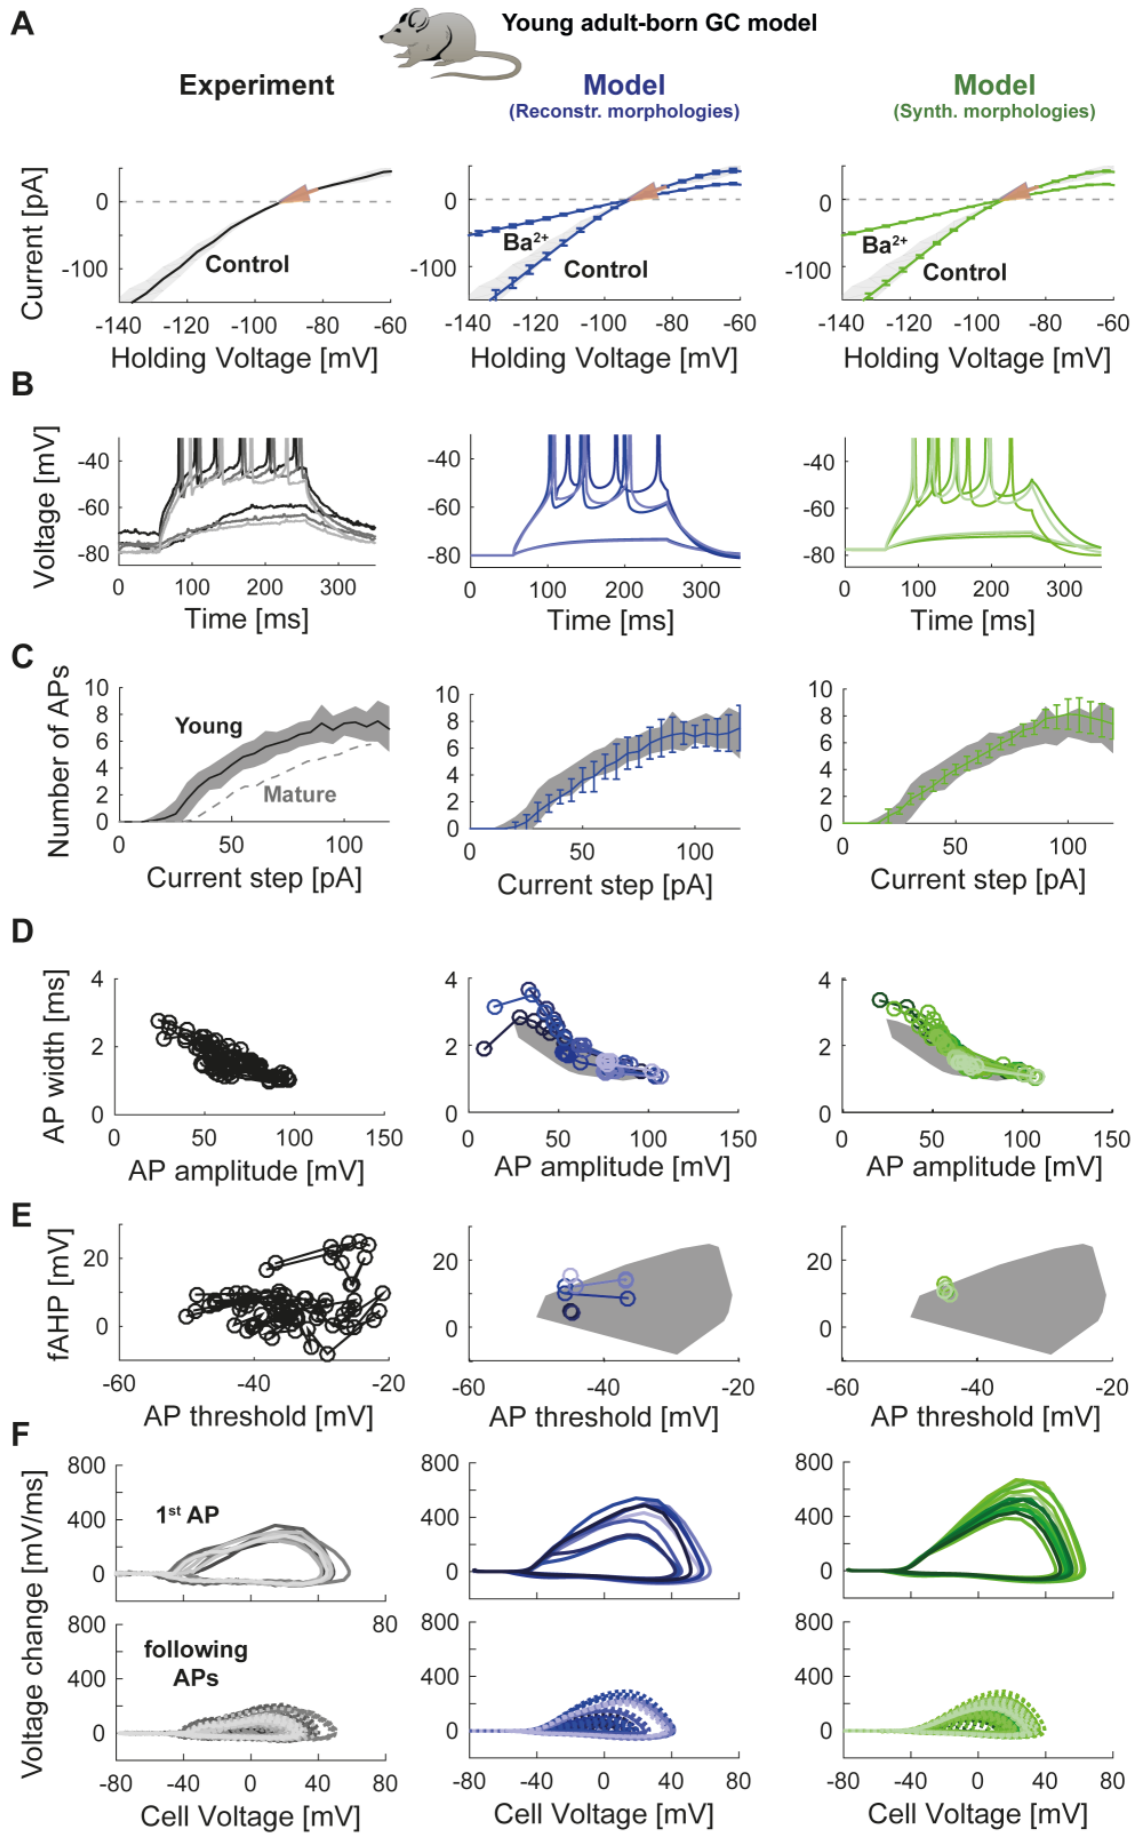 A
Young adult-born GC model
Experiment
Model
(Reconstr. morphologies)
Model
(Synth. morphologies)
Current [pA]
0
-100
Control
-140 -120 -100 -80 -60
Holding Voltage [mV]
0
-100
Ba2+
Control
-140 -120 -100 -80 -60
Holding Voltage [mV]
0
-100
Ba2+
Control
-140 -120 -100 -80 -60
Holding Voltage [mV]
B
Voltage [mV]
-40
-60
-80
0 100 200 300
Time [ms]
-40
-60
-80
0 100 200 300
Time [ms]
-40
-60
-80
0 100 200 300
Time [ms]
C
Number of APs
10
8
6
4
2
0
Young
Mature
0 50 100
Current step [pA]
10
8
6
4
2
0
0 50 100
Current step [pA]
10
8
6
4
2
0
0 50 100
Current step [pA]
D
AP width [ms]
4
2
0
0 50 100 150
AP amplitude [mV]
4
2
0
0 50 100 150
AP amplitude [mV]
4
2
0
0 50 100 150
AP amplitude [mV]
E
fAHP [mV]
20
0
-60 -40 -20
AP threshold [mV]
20
0
-60 -40 -20
AP threshold [mV]
20
0
-60 -40 -20
AP threshold [mV]
F
Voltage change [mV/ms]
800
400
0
1st AP
80
800
400
0
800
400
0
800
400
0
following
APs
-80 -40 0 40 80
Cell Voltage [mV]
800
400
0
-80 -40 0 40 80
Cell Voltage [mV]
800
400
0
-80 -40 0 40 80
Cell Voltage [mV]